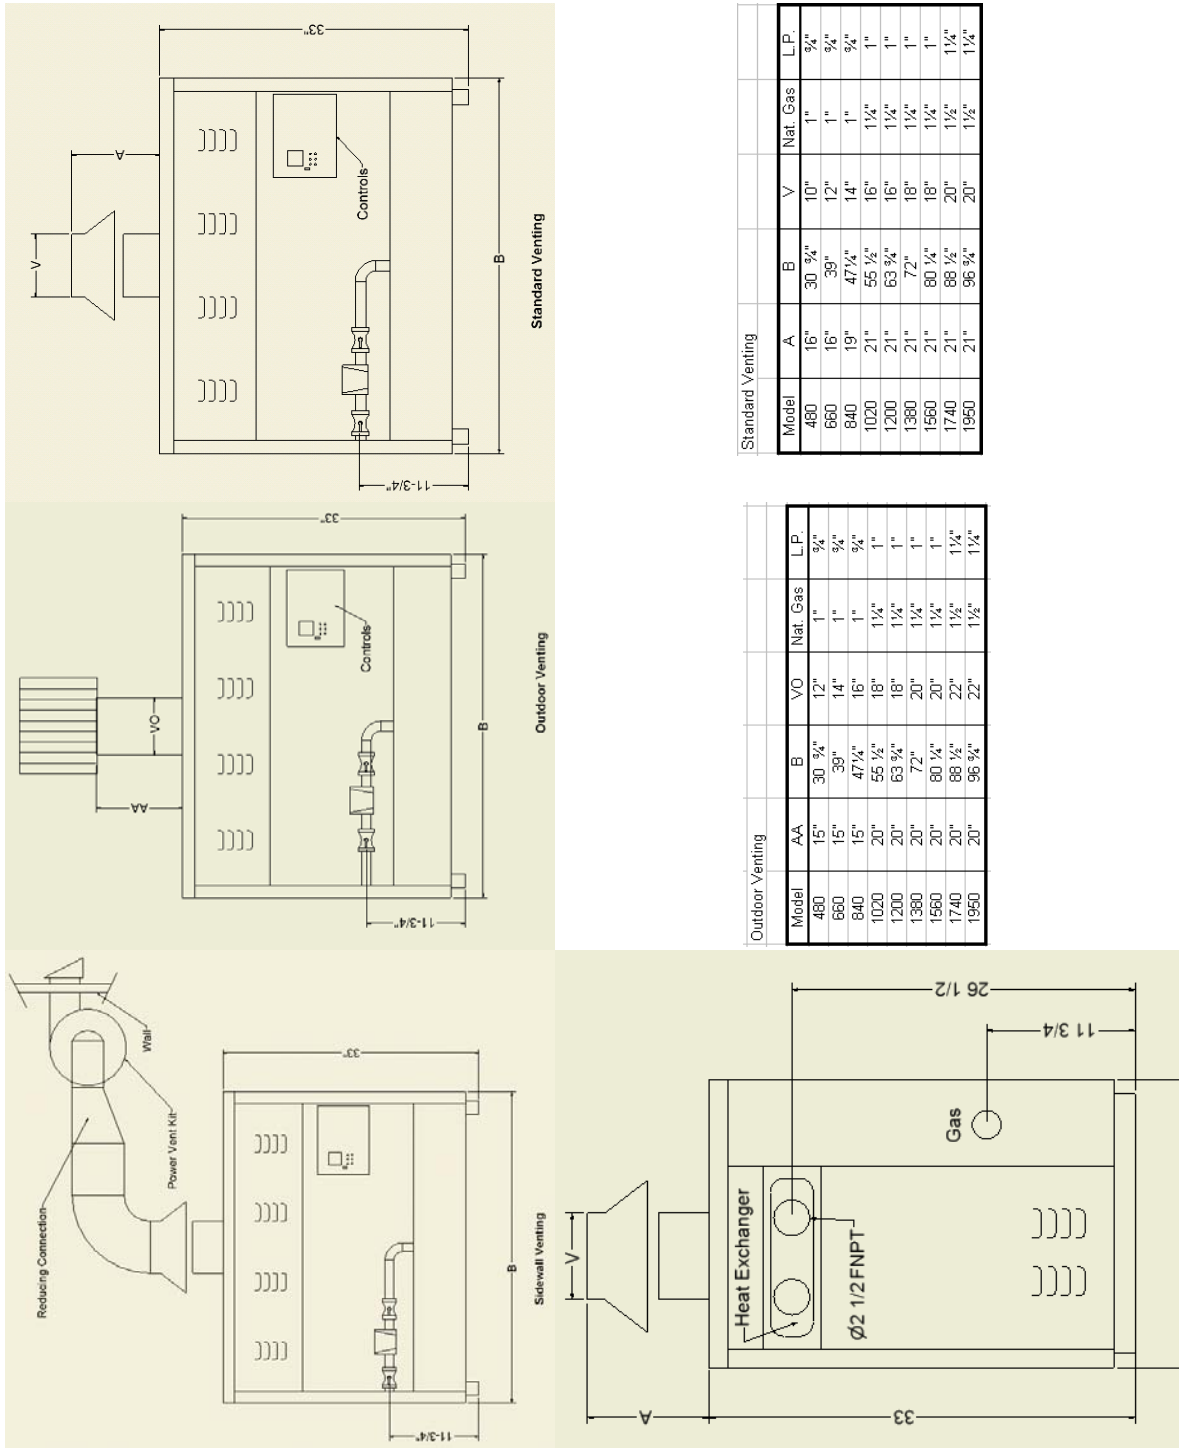 Reducing Connection
Power Vent Kit
Wall
33"
11-3/4"
B
Sidewall Venting
AA
VO
33"
Controls
11-3/4"
B
Outdoor Venting
V
A
33"
Controls
11-3/4"
B
Standard Venting
V
A
33
Heat Exchanger
Ø2 1/2 FNPT
Gas
26 1/2
11 3/4
Outdoor Venting
Model AA B VO Nat. Gas L.P.
480 15" 30 ¾" 12" 1" ¾"
660 15" 39" 14" 1" ¾"
840 15" 47¼" 16" 1" ¾"
1020 20" 55 ½" 18" 1¼" 1"
1200 20" 63 ¾" 18" 1¼" 1"
1380 20" 72" 20" 1¼" 1"
1560 20" 80 ¼" 20" 1¼" 1"
1740 20" 88 ½" 22" 1½" 1¼"
1950 20" 96 ¾" 22" 1½" 1¼"
Standard Venting
Model A B V Nat. Gas L.P.
480 16" 30 ¾" 10" 1" ¾"
660 16" 39" 12" 1" ¾"
840 19" 47¼" 14" 1" ¾"
1020 21" 55 ½" 16" 1¼" 1"
1200 21" 63 ¾" 16" 1¼" 1"
1380 21" 72" 18" 1¼" 1"
1560 21" 80 ¼" 18" 1¼" 1"
1740 21" 88 ½" 20" 1½" 1¼"
1950 21" 96 ¾" 20" 1½" 1¼"